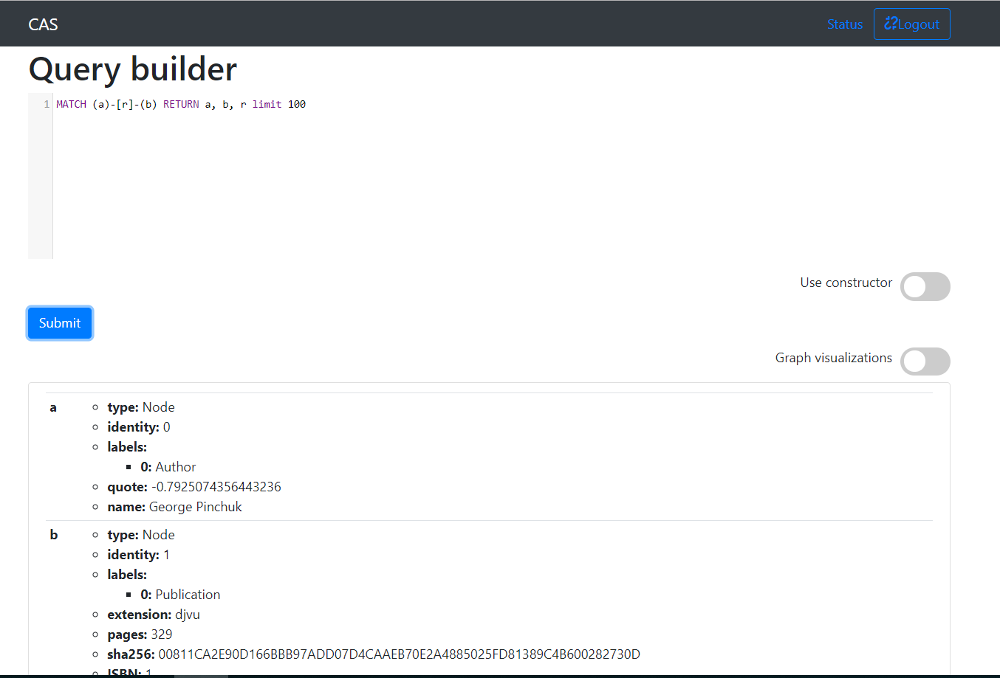 CAS
Status
Logout
Query builder
1 MATCH (a)-[r]-(b) RETURN a, b, r limit 100
Use constructor
Submit
Graph visualizations
a
type: Node
identity: 0
labels:
0: Author
quote: -0.7925074356443236
name: George Pinchuk
b
type: Node
identity: 1
labels:
0: Publication
extension: djvu
pages: 329
sha256: 00811CA2E90D166BBB97ADD07D4CAAEB70E2A4885025FD81389C4B600282730D
ISBN: 1